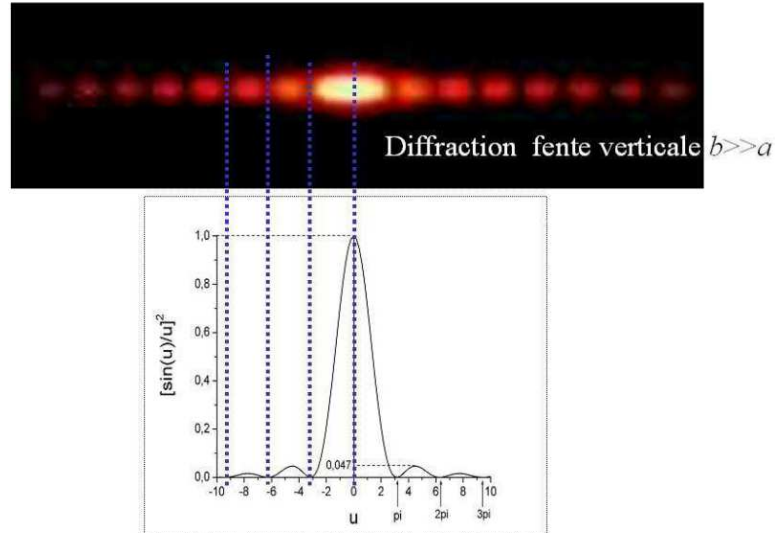 Diffraction fente verticale b>>a
1,0
0,8
0,6
0,4
0,2
0,0
[sin(u)/u]²
0,047
-10 -8 -6 -4 -2 0 2 4 6 8 10
pi 2pi 3pi
u